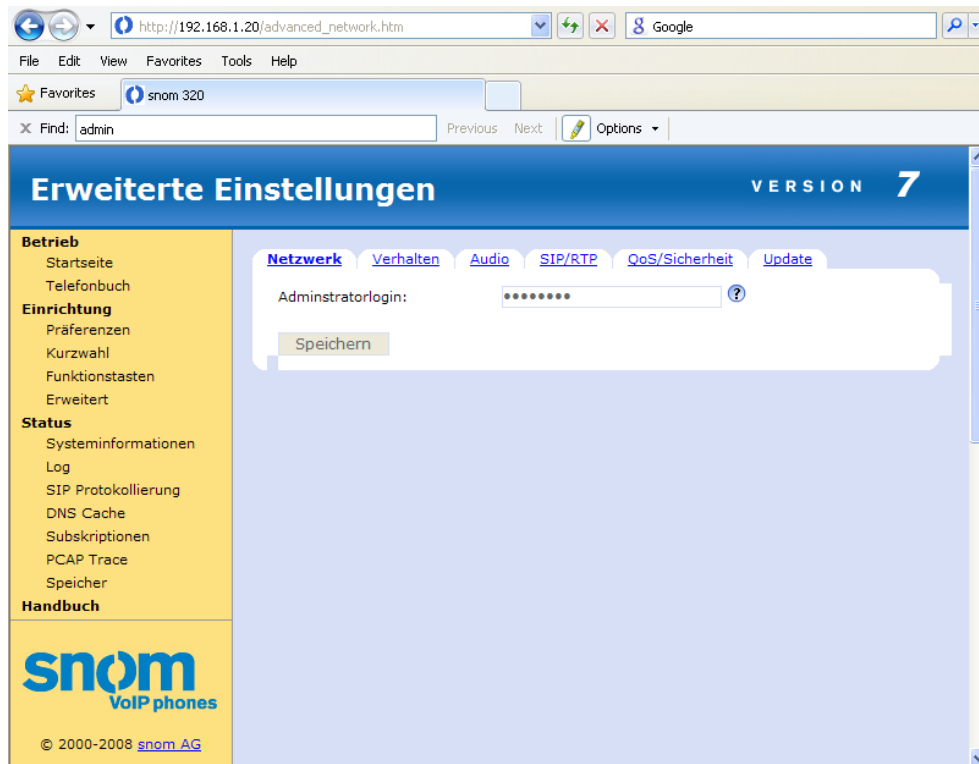 http://192.168.1.20/advanced_network.htm
Google
File Edit View Favorites Tools Help
Favorites
snom 320
x Find: admin Previous Next Options
Erweiterte Einstellungen
VERSION 7
Betrieb
Startseite
Telefonbuch
Einrichtung
Präferenzen
Kurzwahl
Funktionstasten
Erweitert
Status
Systeminformationen
Log
SIP Protokollierung
DNS Cache
Subskriptionen
PCAP Trace
Speicher
Handbuch
snom
VoIP phones
© 2000-2008 snom AG
Netzwerk Verhalten Audio SIP/RTP QoS/Sicherheit Update
Adminstratorlogin: •••••••• ?
Speichern